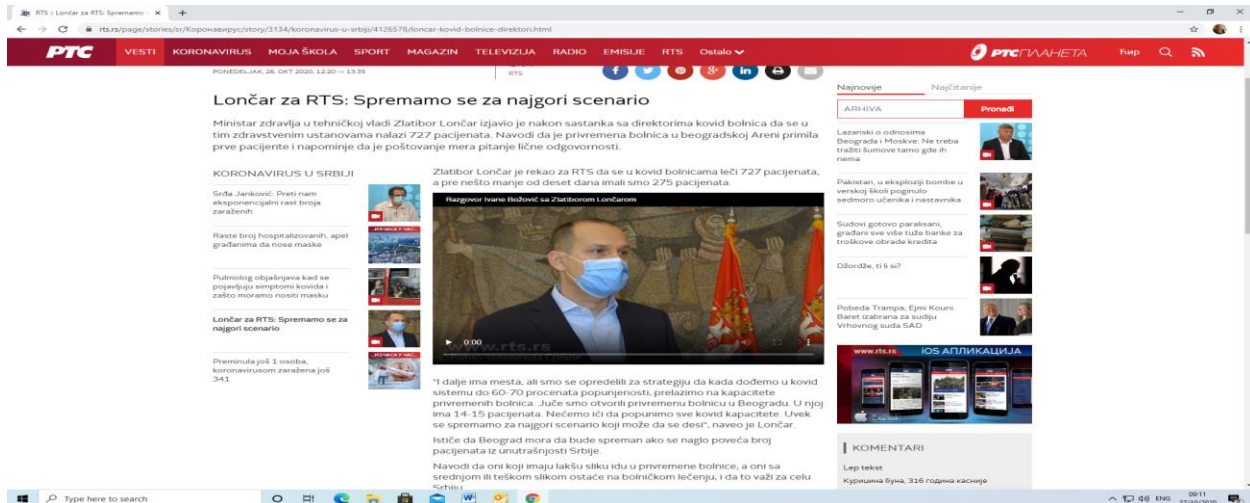 RTS :: Lončar za RTS: Spremamo
rts.rs/page/stories/sr/Коронавирус/story/3134/koronavirus-u-srbiji/4126578/loncar-kovid-bolnice-direktori.html
РТС VESTI KORONAVIRUS MOJA ŠKOLA SPORT MAGAZIN TELEVIZIJA RADIO EMISIJE RTS Ostalo РТС ПЛАНЕТА Ћир
PONEDELJAK, 26. OKT 2020, 12:20 -> 13:35
RTS
Lončar za RTS: Spremamo se za najgori scenario
Ministar zdravlja u tehničkoj vladi Zlatibor Lončar izjavio je nakon sastanka sa direktorima kovid bolnica da se u
tim zdravstvenim ustanovama nalazi 727 pacijenata. Navodi da je privremena bolnica u beogradskoj Areni primila
prve pacijente i napominje da je poštovanje mera pitanje lične odgovornosti.
KORONAVIRUS U SRBIJI
Srđa Janković: Preti nam
eksponencijalni rast broja
zaraženih
Raste broj hospitalizovanih, apel
građanima da nose maske
Pulmolog objašnjava kad se
pojavljuju simptomi kovida i
zašto moramo nositi masku
Lončar za RTS: Spremamo se za
najgori scenario
Preminula još 1 osoba,
koronavirusom zaražena još
341
Zlatibor Lončar je rekao za RTS da se u kovid bolnicama leči 727 pacijenata,
a pre nešto manje od deset dana imali smo 275 pacijenata.
Razgovor Ivane Božović sa Zlatiborom Lončarom
0:00
www.rts.rs
"I dalje ima mesta, ali smo se opredelili za strategiju da kada dođemo u kovid
sistemu do 60-70 procenata popunjenosti, prelazimo na kapacitete
privremenih bolnica. Juče smo otvorili privremenu bolnicu u Beogradu. U njoj
ima 14-15 pacijenata. Nećemo ići da popunimo sve kovid kapacitete. Uvek
se spremamo za najgori scenario koji može da se desi", naveo je Lončar.
Ističe da Beograd mora da bude spreman ako se naglo poveća broj
pacijenata iz unutrašnjosti Srbije.
Navodi da oni koji imaju lakšu sliku idu u privremene bolnice, a oni sa
srednjom ili teškom slikom ostaće na bolničkom lečenju, i da to važi za celu
Srbiju
Najnovije Najčitanije
ARHIVA Pronađi
Lazanski o odnosima
Beograda i Moskve: Ne treba
tražiti šumove tamo gde ih
nema
Pakistan, u eksploziji bombe u
verskoj školi poginulo
sedmoro učenika i nastavnika
Sudovi gotovo paralisani,
građani sve više tuže banke za
troškove obrade kredita
Džordže, ti li si?
Pobeda Trampa, Ejmi Kouni
Baret izabrana za sudiju
Vrhovnog suda SAD
www.rts.rs iOS АПЛИКАЦИЈА
KOMENTARI
Lep tekst
Куришина буна, 316 година касније
Type here to search
ENG
09:11
27/10/2020